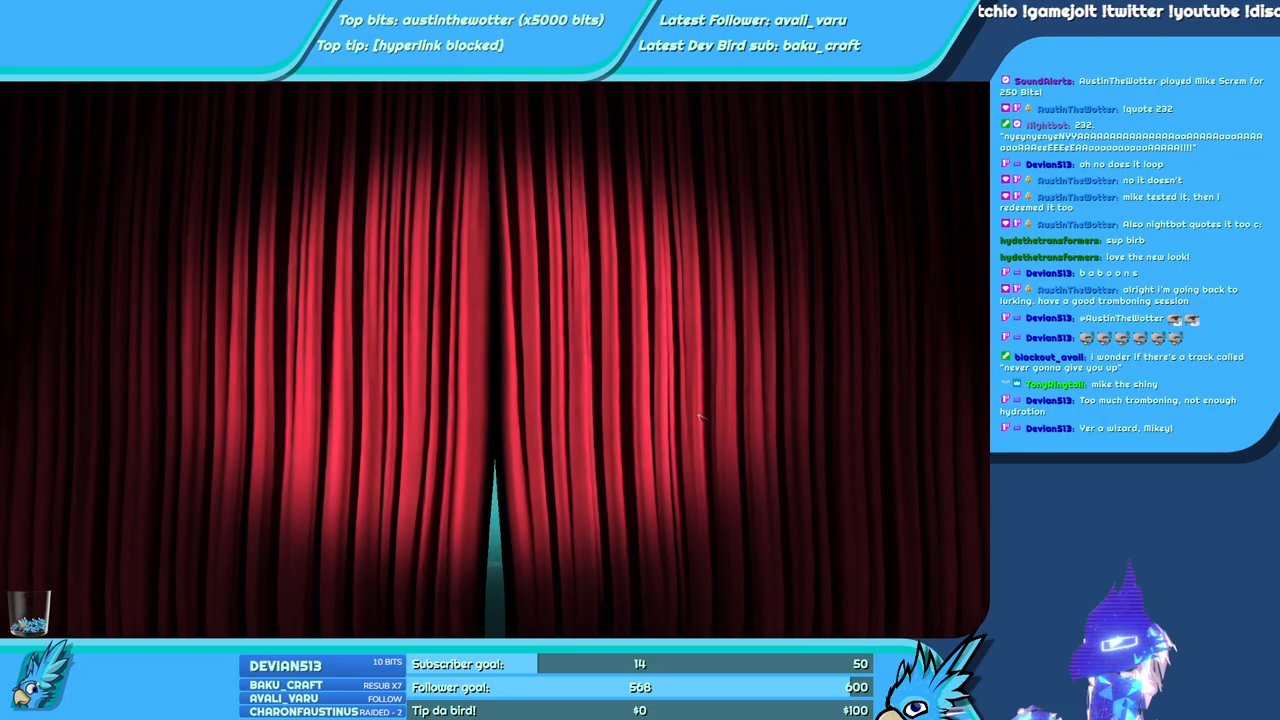 Top bits: austinthewotter (x5000 bits)
Top tip: [hyperlink blocked]
Latest Follower: avali_varu
Latest Dev Bird sub: baku_craft
tchio !gamejolt !twitter !youtube !disc
SoundAlerts: AustinTheWotter played Mike Screm for
250 Bits!
AustinTheWotter: !quote 232
Nightbot: 232.
AustinTheWotter: no it doesn't
Devian513: oh no does it loop
AustinTheWotter: mike tested it, then I
redeemed it too
AustinTheWotter: Also nightbot quotes it too c:
hydethetransformers: sup birb
hydethetransformers: love the new look!
Devian513: b a b o o n s
AustinTheWotter: alright i'm going back to
lurking, have a good tromboning session
Devian513: @AustinTheWotter
Devian513:
blackout_avali: I wonder if there's a track called
"never gonna give you up"
TonyRingtail: mike the shiny
Devian513: Too much tromboning, not enough
hydration
Devian513: Yer a wizard, Mikey!
DEVIAN513 10 BITS
BAKU_CRAFT RESUB X7
AVALI_VARU FOLLOW
CHARONFAUSTINUS RAIDED - 2
Subscriber goal: 14 50
Follower goal: 568 600
Tip da bird! $0 $100